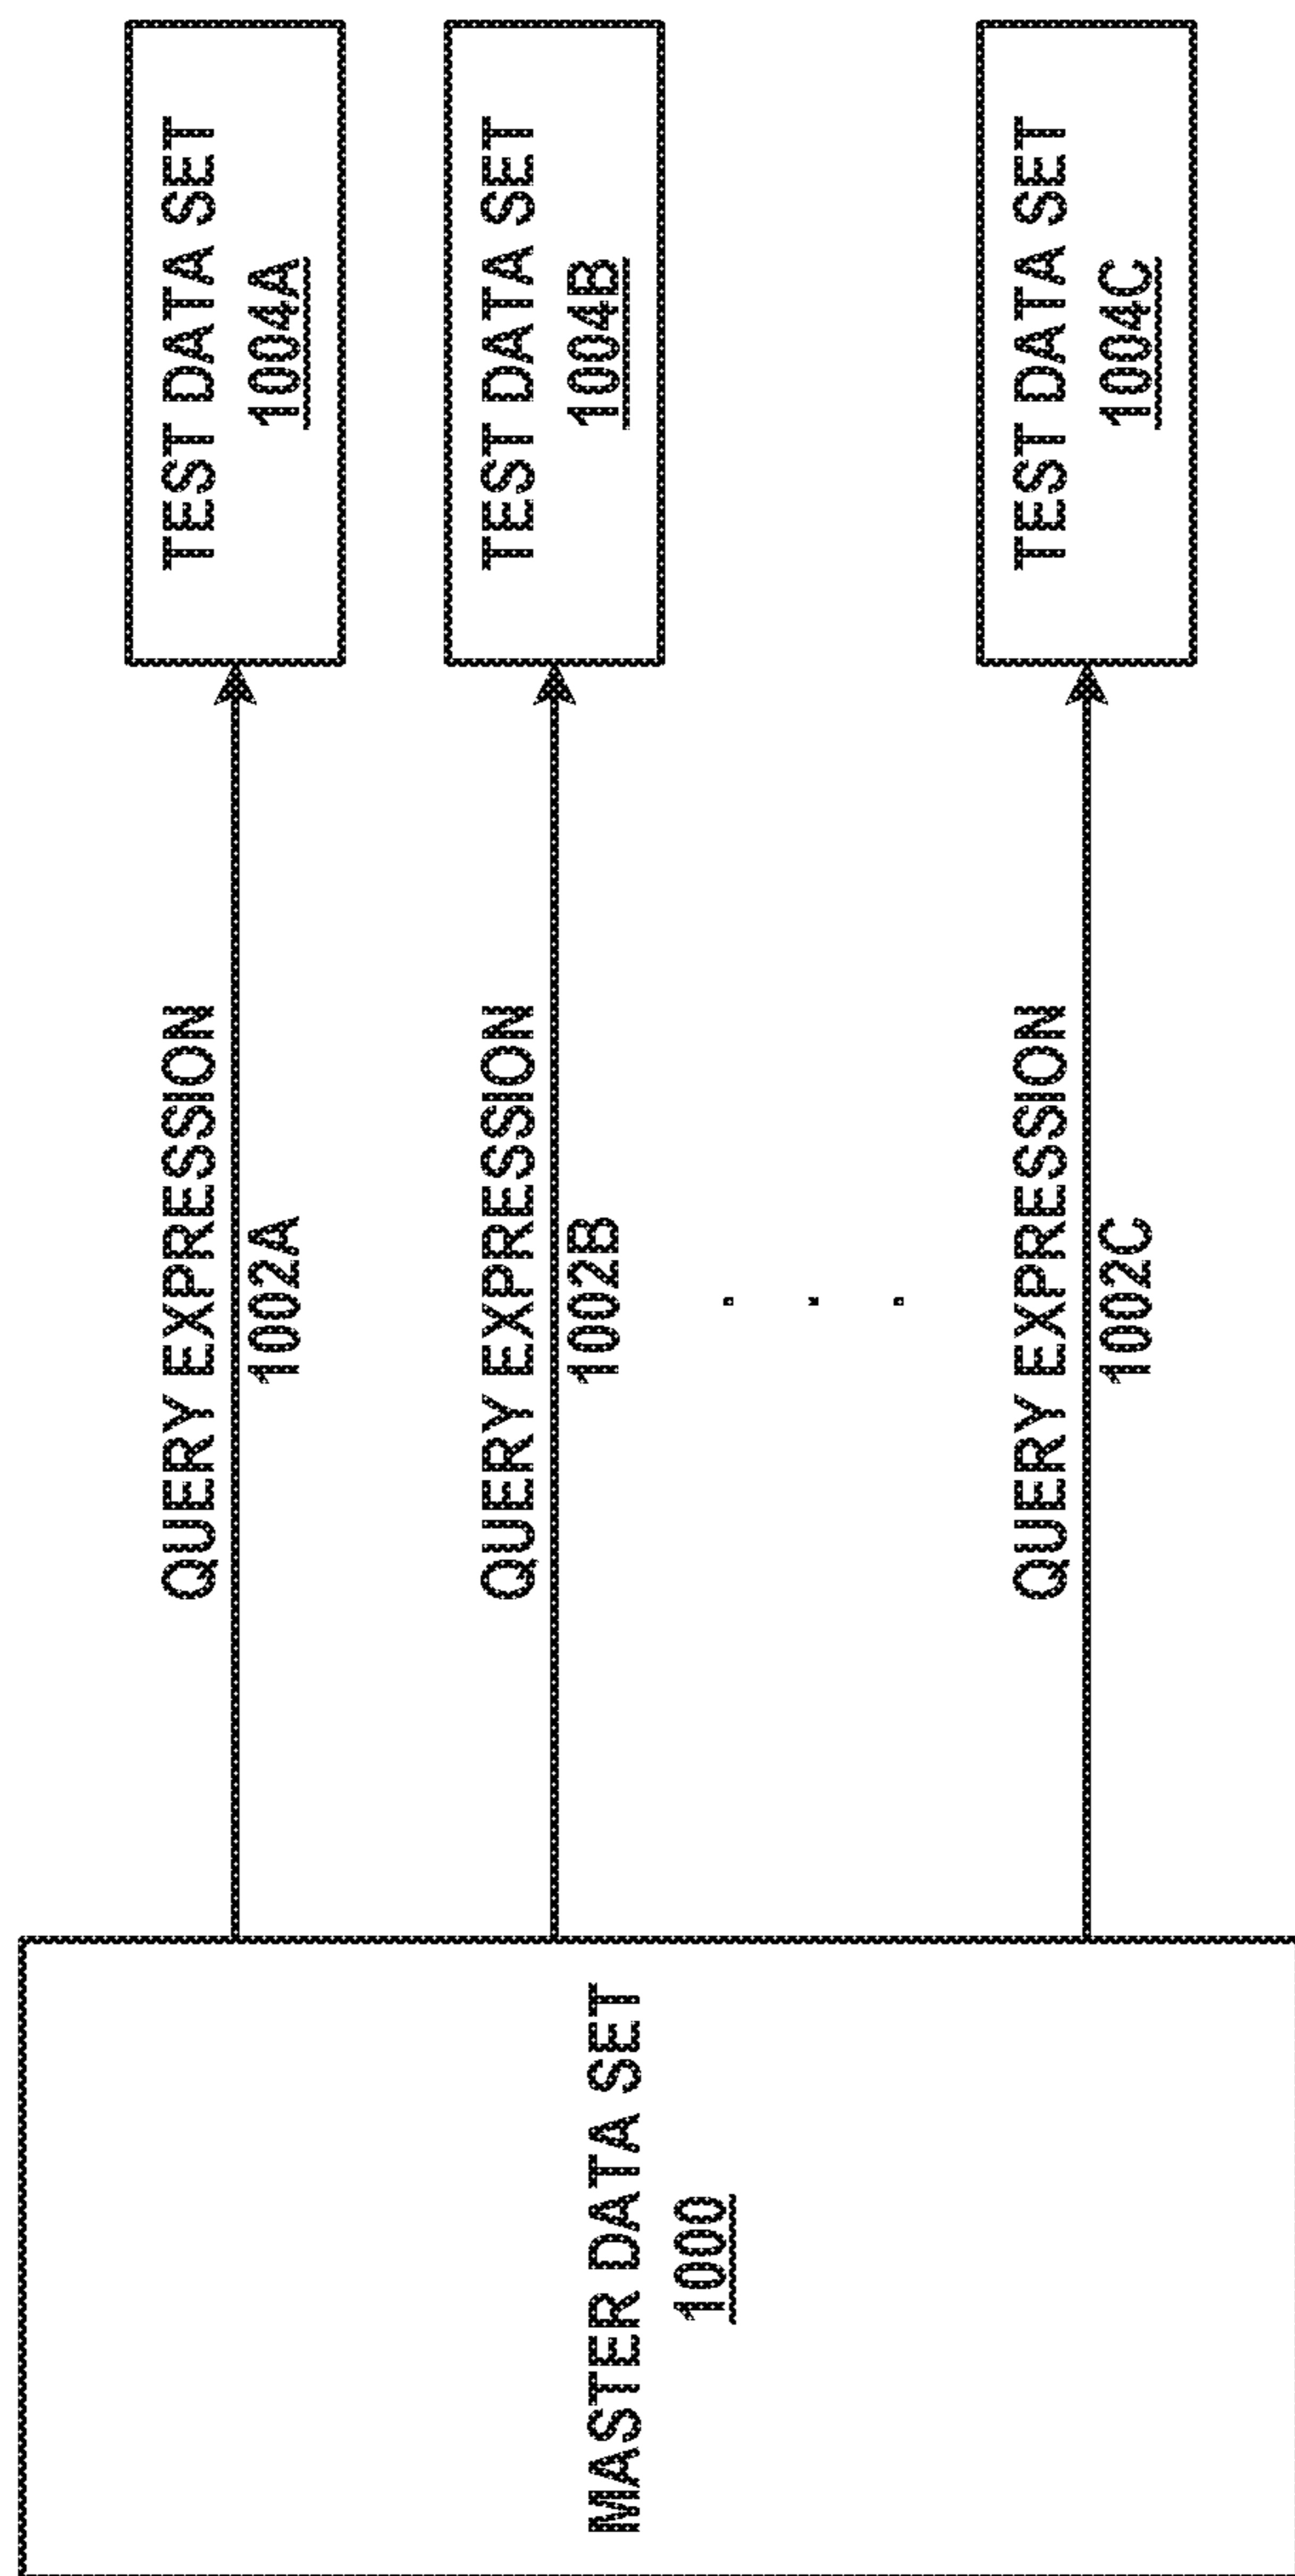 MASTER DATA SET
1000
QUERY EXPRESSION
1002A
TEST DATA SET
1004A
QUERY EXPRESSION
1002B
TEST DATA SET
1004B
. . .
QUERY EXPRESSION
1002C
TEST DATA SET
1004C